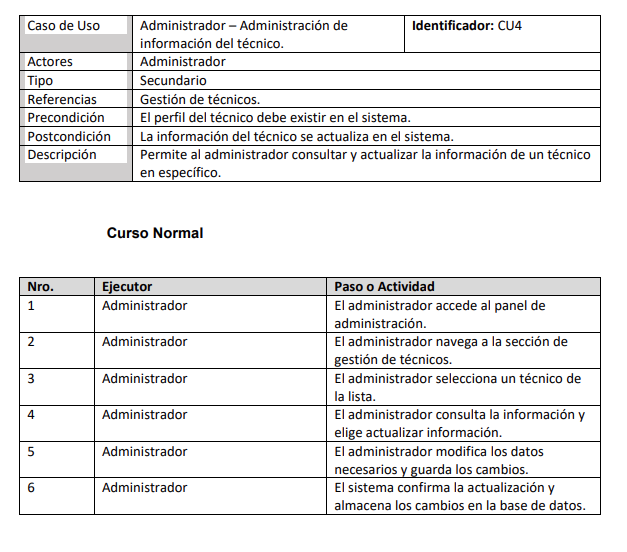 Caso de Uso Administrador – Administración de información del técnico. Identificador: CU4
Actores Administrador
Tipo Secundario
Referencias Gestión de técnicos.
Precondición El perfil del técnico debe existir en el sistema.
Postcondición La información del técnico se actualiza en el sistema.
Descripción Permite al administrador consultar y actualizar la información de un técnico
en específico.
Curso Normal
Nro. Ejecutor Paso o Actividad
1 Administrador El administrador accede al panel de
administración.
2 Administrador El administrador navega a la sección de
gestión de técnicos.
3 Administrador El administrador selecciona un técnico de
la lista.
4 Administrador El administrador consulta la información y
elige actualizar información.
5 Administrador El administrador modifica los datos
necesarios y guarda los cambios.
6 Administrador El sistema confirma la actualización y
almacena los cambios en la base de datos.